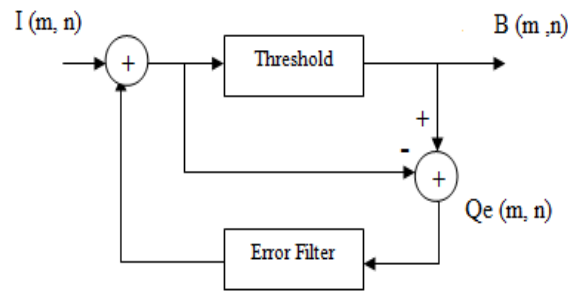 I (m, n)
B (m ,n)
+
Threshold
+
-
+
Qe (m, n)
Error Filter